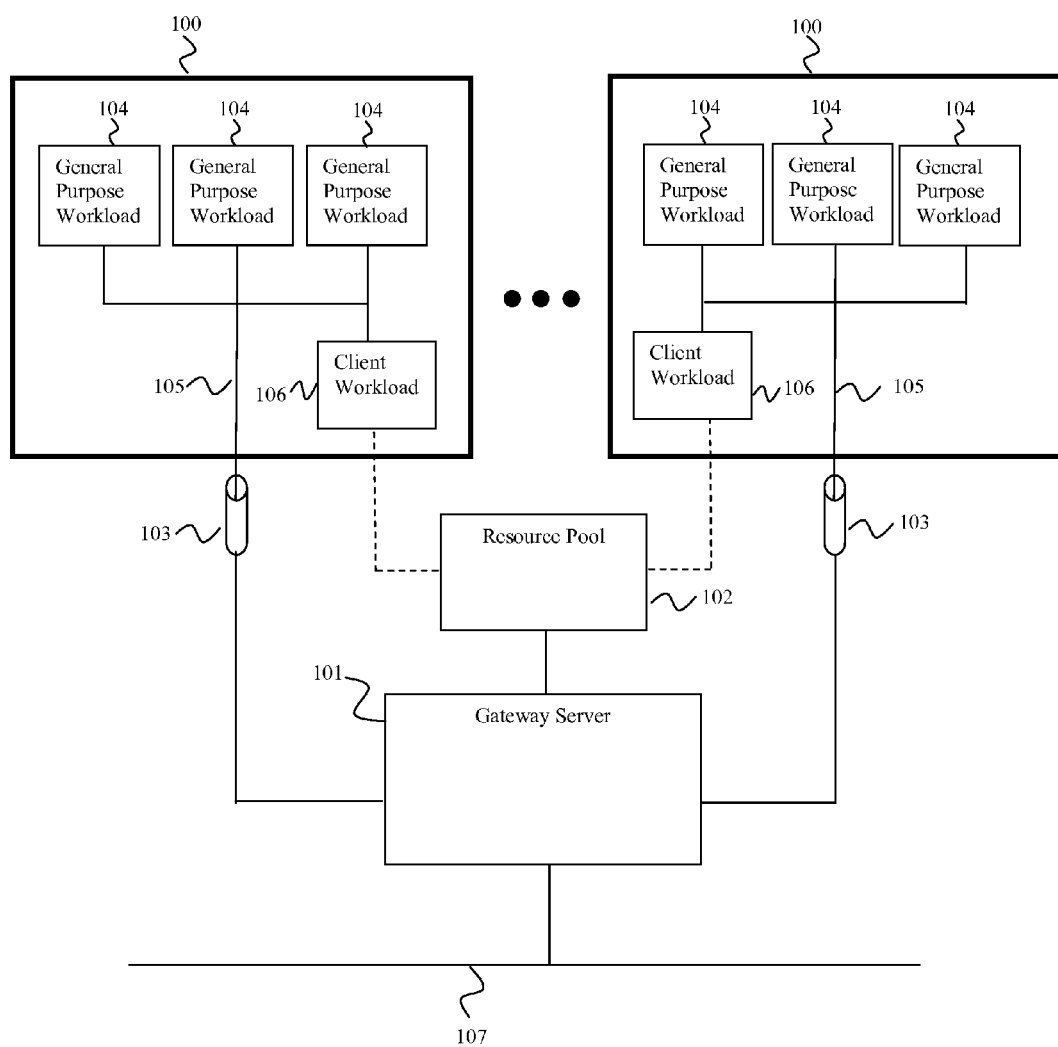 100
100
104
104
104
104
104
104
General
Purpose
Workload
General
Purpose
Workload
General
Purpose
Workload
General
Purpose
Workload
General
Purpose
Workload
General
Purpose
Workload
Client
Workload
Client
Workload
105
106
106
105
103
103
Resource Pool
102
101
Gateway Server
107